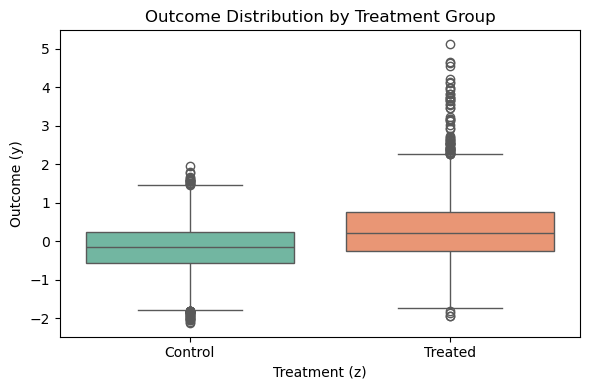 Outcome Distribution by Treatment Group
Outcome (y)
5
4
3
2
1
0
−1
−2
Control
Treated
Treatment (z)